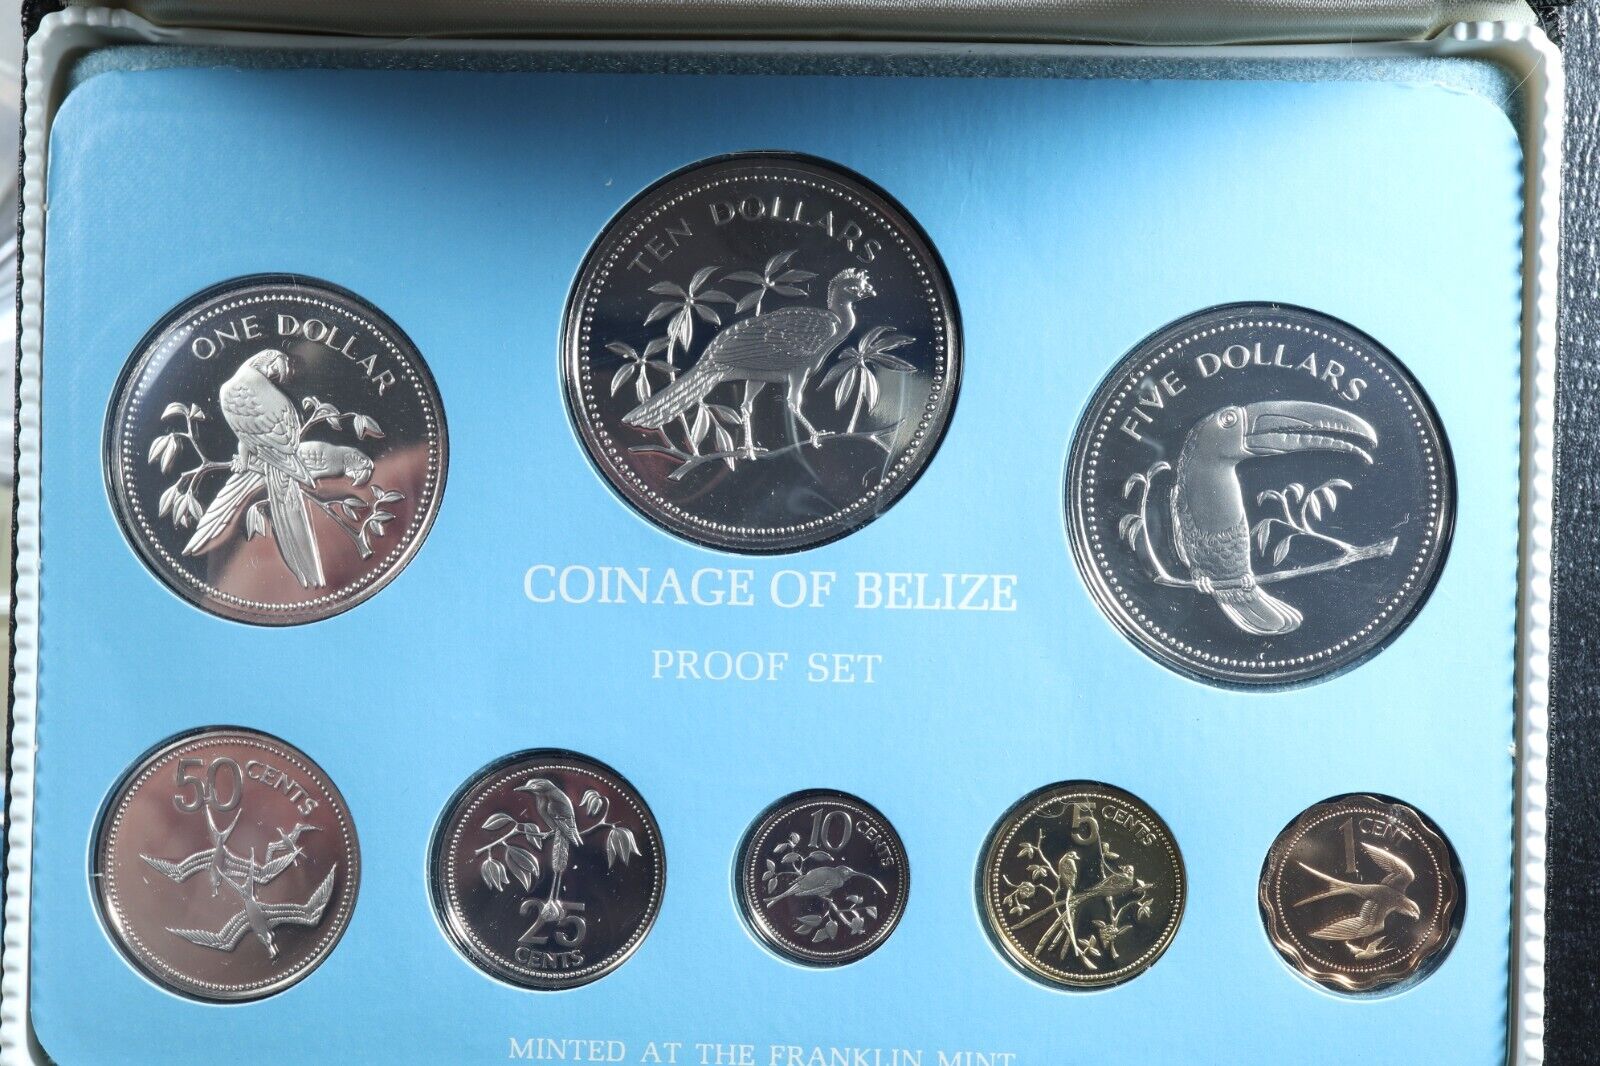 TEN DOLLARS
ONE DOLLAR
FIVE DOLLARS
COINAGE OF BELIZE
PROOF SET
50 CENTS
25 CENTS
10 CENTS
5 CENTS
1 CENT
MINTED AT THE FRANKLIN MINT